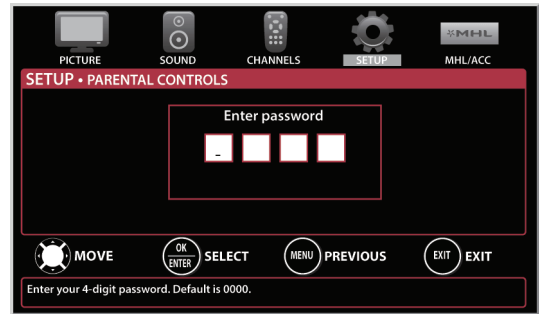 MHL
PICTURE SOUND CHANNELS SETUP MHL/ACC
SETUP • PARENTAL CONTROLS
Enter password
-
MOVE OK ENTER SELECT MENU PREVIOUS EXIT EXIT
Enter your 4-digit password. Default is 0000.